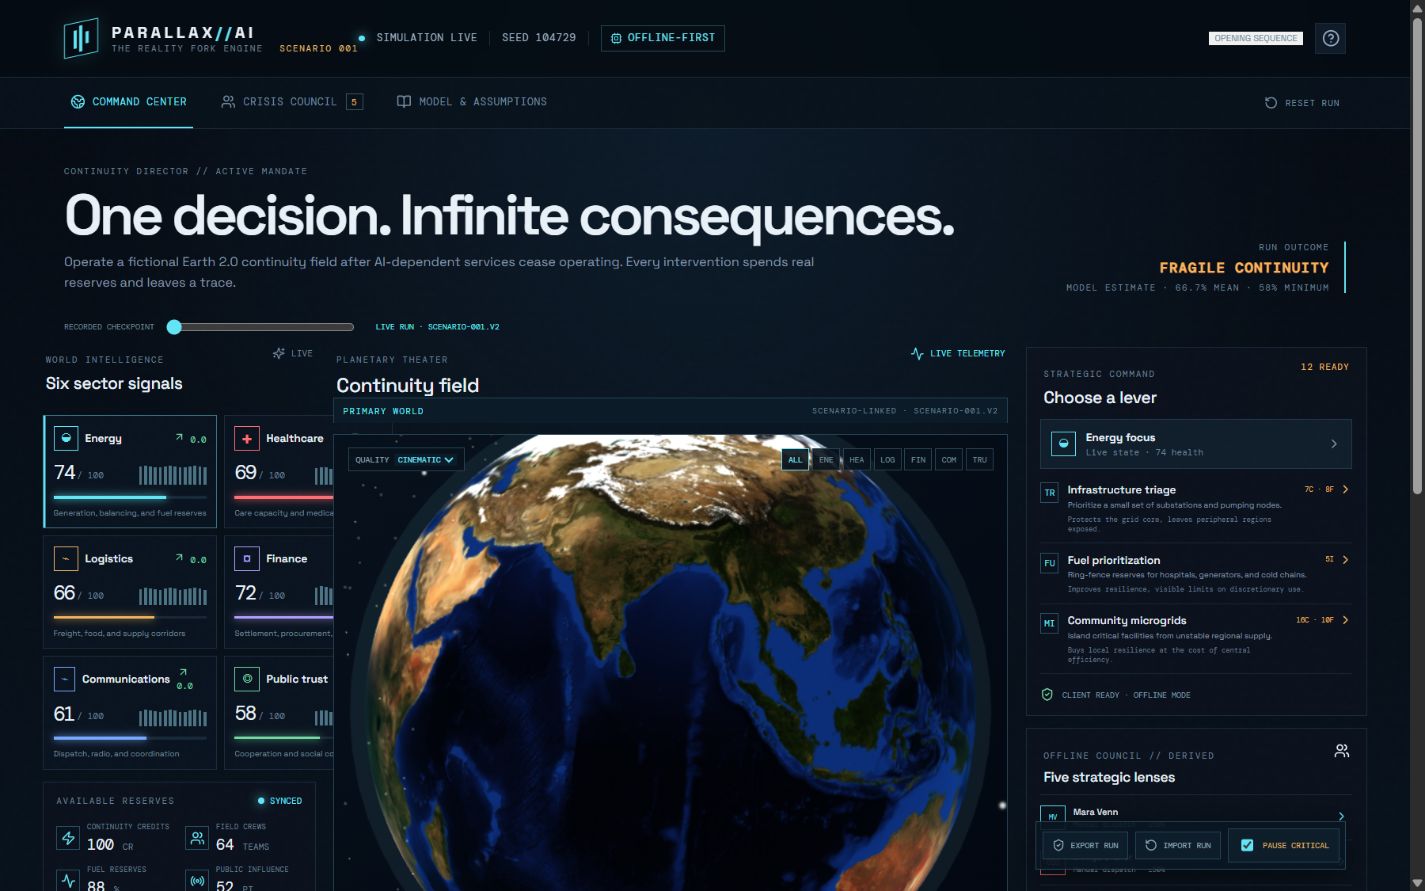 PARALLAX//AI
THE REALITY FORK ENGINE
SCENARIO 001
SIMULATION LIVE
SEED 104729
OFFLINE-FIRST
OPENING SEQUENCE
COMMAND CENTER
CRISIS COUNCIL 5
MODEL & ASSUMPTIONS
RESET RUN
CONTINUITY DIRECTOR // ACTIVE MANDATE
One decision. Infinite consequences.
Operate a fictional Earth 2.0 continuity field after AI-dependent services cease operating. Every intervention spends real
reserves and leaves a trace.
RUN OUTCOME
FRAGILE CONTINUITY
MODEL ESTIMATE · 66.7% MEAN · 58% MINIMUM
RECORDED CHECKPOINT
LIVE RUN · SCENARIO-001.V2
WORLD INTELLIGENCE
LIVE
Six sector signals
Energy
0.0
74 / 100
Generation, balancing, and fuel reserves
Healthcare
69 / 100
Care capacity and medica
Logistics
0.0
66 / 100
Freight, food, and supply corridors
Finance
72 / 100
Settlement, procurement,
Communications
0.0
61 / 100
Dispatch, radio, and coordination
Public trust
58 / 100
Cooperation and social co
AVAILABLE RESERVES
SYNCED
CONTINUITY CREDITS
100 CR
FIELD CREWS
64 TEAMS
FUEL RESERVES
88 %
PUBLIC INFLUENCE
52 PT
PLANETARY THEATER
LIVE TELEMETRY
Continuity field
PRIMARY WORLD
SCENARIO-LINKED · SCENARIO-001.V2
QUALITY CINEMATIC
ALL ENE HEA LOG FIN COM TRU
STRATEGIC COMMAND
12 READY
Choose a lever
Energy focus
Live state · 74 health
TR
Infrastructure triage
7C · 8F
Prioritize a small set of substations and pumping nodes.
Protects the grid core, leaves peripheral regions
exposed.
FU
Fuel prioritization
5I
Ring-fence reserves for hospitals, generators, and cold chains.
Improves resilience, visible limits on discretionary use.
MI
Community microgrids
16C · 10F
Island critical facilities from unstable regional supply.
Buys local resilience at the cost of central
efficiency.
CLIENT READY · OFFLINE MODE
OFFLINE COUNCIL // DERIVED
Five strategic lenses
MV
Mara Venn
EXPORT RUN
IMPORT RUN
PAUSE CRITICAL